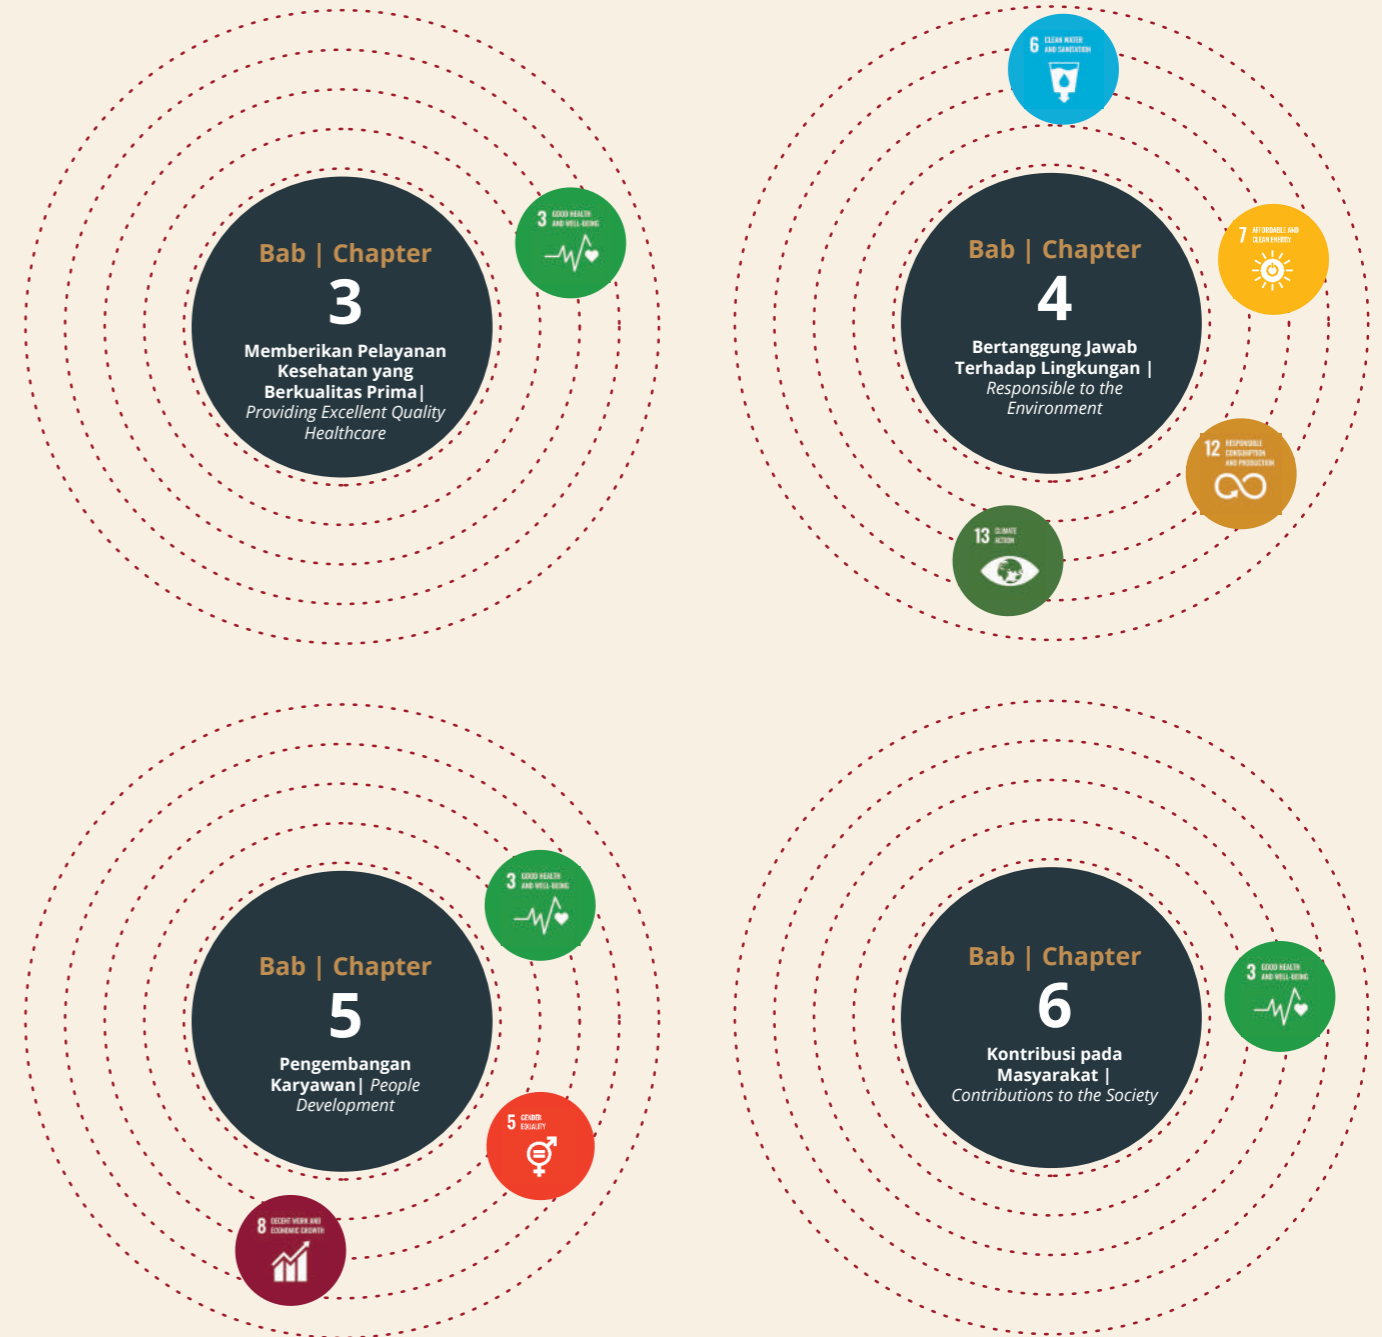 Bab | Chapter
3
Memberikan Pelayanan
Kesehatan yang
Berkualitas Prima|
Providing Excellent Quality
Healthcare
3 GOOD HEALTH
AND WELL-BEING
Bab | Chapter
4
Bertanggung Jawab
Terhadap Lingkungan |
Responsible to the
Environment
6 CLEAN WATER
AND SANITATION
7 AFFORDABLE AND
CLEAN ENERGY
12 RESPONSIBLE
CONSUMPTION
AND PRODUCTION
13 CLIMATE
ACTION
Bab | Chapter
5
Pengembangan
Karyawan| People
Development
3 GOOD HEALTH
AND WELL-BEING
5 GENDER
EQUALITY
8 DECENT WORK AND
ECONOMIC GROWTH
Bab | Chapter
6
Kontribusi pada
Masyarakat |
Contributions to the Society
3 GOOD HEALTH
AND WELL-BEING